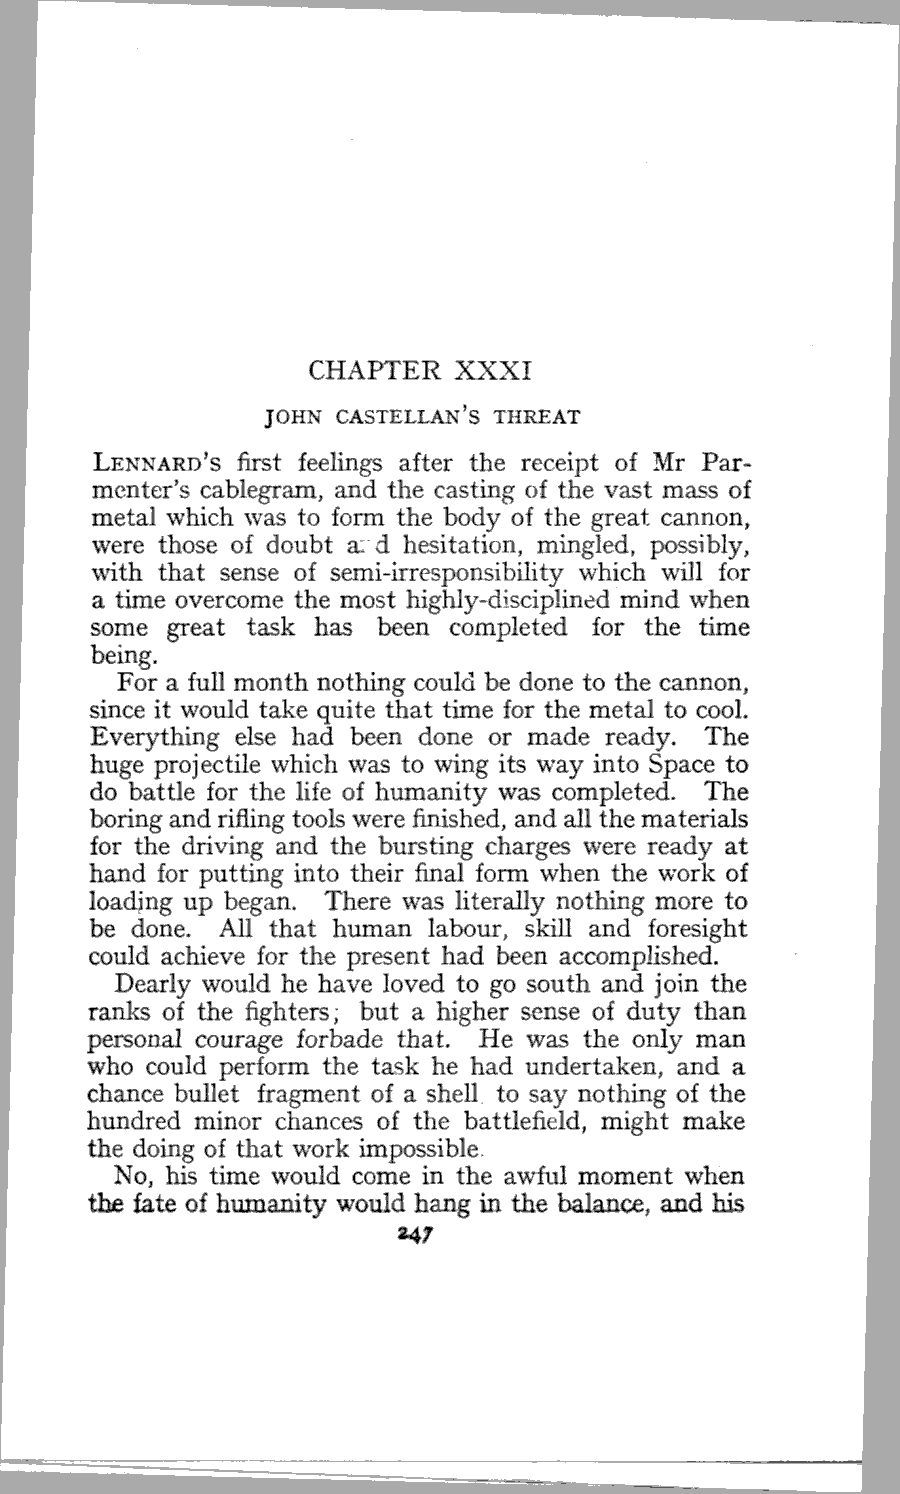 CHAPTER XXXI
JOHN CASTELLAN'S THREAT
LENNARD'S first feelings after the receipt of Mr Par-
menter's cablegram, and the casting of the vast mass of
metal which was to form the body of the great cannon,
were those of doubt and hesitation, mingled, possibly,
with that sense of semi-irresponsibility which will for
a time overcome the most highly-disciplined mind when
some great task has been completed for the time
being.
For a full month nothing could be done to the cannon,
since it would take quite that time for the metal to cool.
Everything else had been done or made ready. The
huge projectile which was to wing its way into Space to
do battle for the life of humanity was completed. The
boring and rifling tools were finished, and all the materials
for the driving and the bursting charges were ready at
hand for putting into their final form when the work of
loading up began. There was literally nothing more to
be done. All that human labour, skill and foresight
could achieve for the present had been accomplished.
Dearly would he have loved to go south and join the
ranks of the fighters; but a higher sense of duty than
personal courage forbade that. He was the only man
who could perform the task he had undertaken, and a
chance bullet fragment of a shell to say nothing of the
hundred minor chances of the battlefield, might make
the doing of that work impossible.
No, his time would come in the awful moment when
the fate of humanity would hang in the balance, and his
247